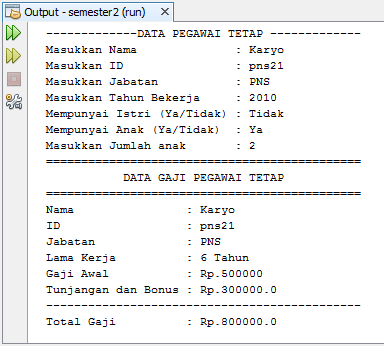 Output - semester2 (run) ×
-------------DATA PEGAWAI TETAP -------------
Masukkan Nama : Karyo
Masukkan ID : pns21
Masukkan Jabatan : PNS
Masukkan Tahun Bekerja : 2010
Mempunyai Istri (Ya/Tidak) : Tidak
Mempunyai Anak (Ya/Tidak) : Ya
Masukkan Jumlah anak : 2
=============================================
DATA GAJI PEGAWAI TETAP
=============================================
Nama : Karyo
ID : pns21
Jabatan : PNS
Lama Kerja : 6 Tahun
Gaji Awal : Rp.500000
Tunjangan dan Bonus : Rp.300000.0
---------------------------------------------
Total Gaji : Rp.800000.0